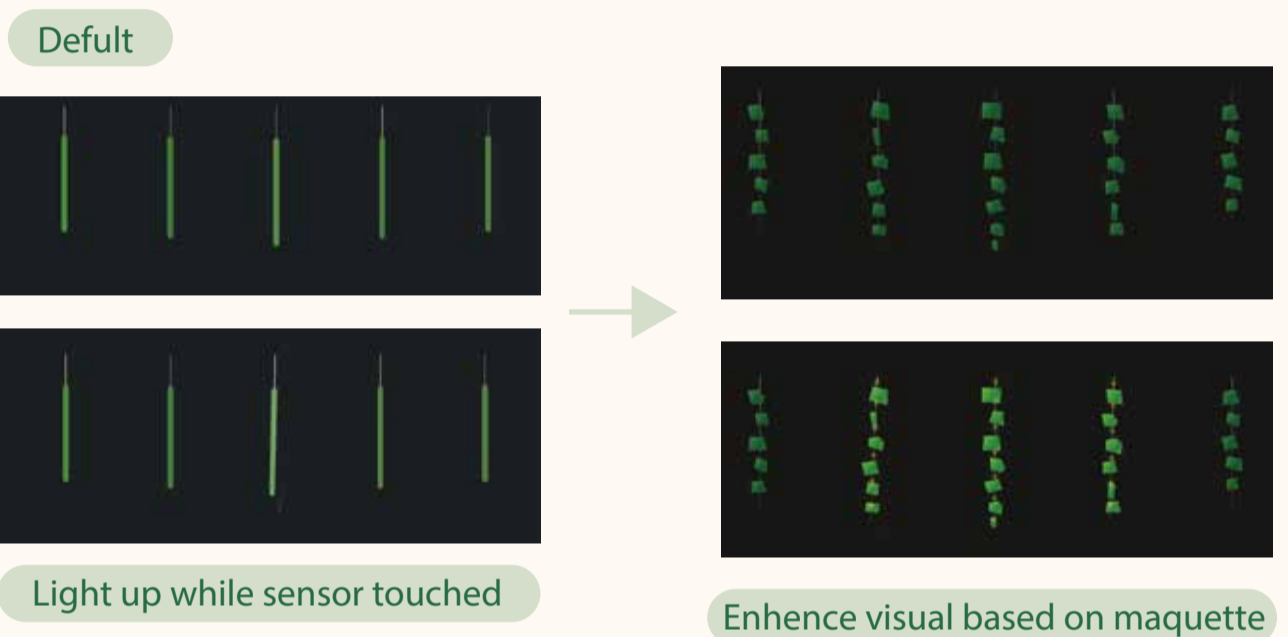 Defult
Light up while sensor touched
Enhence visual based on maquette